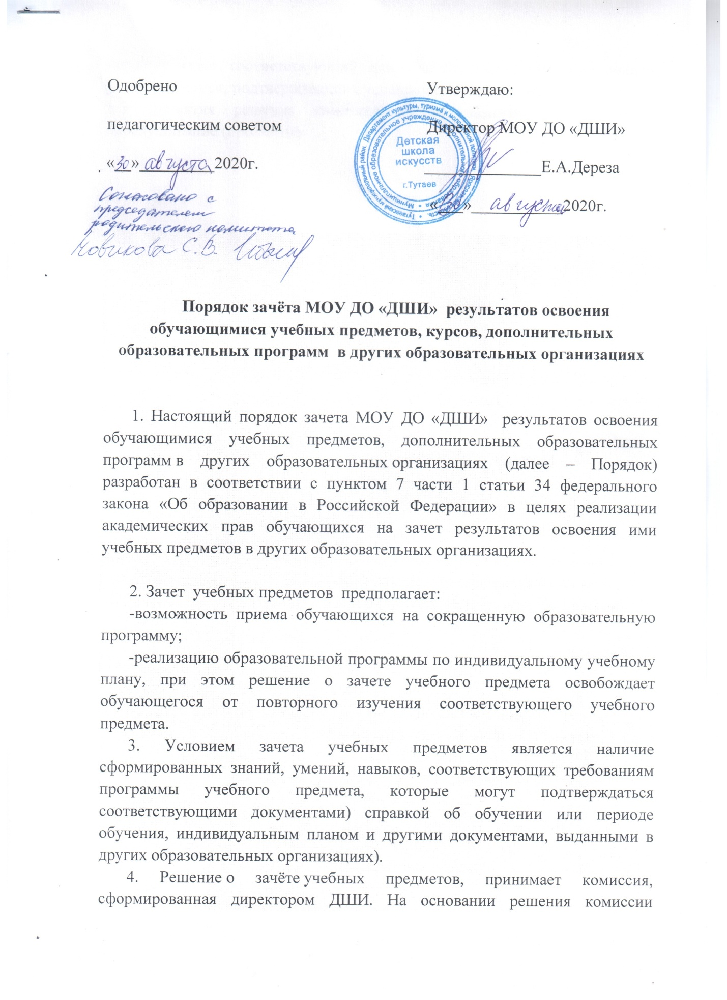 Одобрено
педагогическим советом
«30» августа 2020г.
Согласовано с
председателем
родительского комитета
Новикова С.В.
Утверждаю:
Директор МОУ ДО «ДШИ»
______________Е.А.Дереза
«30» августа 2020г.
Тутаевский муниципальный район. Департамент культуры, туризма и молодежной политики. Ярославская область.
Муниципальное образовательное учреждение дополнительного образования
Детская
школа
искусств
г.Тутаев
Порядок зачёта МОУ ДО «ДШИ» результатов освоения
обучающимися учебных предметов, курсов, дополнительных
образовательных программ в других образовательных организациях
1. Настоящий порядок зачета МОУ ДО «ДШИ» результатов освоения
обучающимися учебных предметов, дополнительных образовательных
программ в других образовательных организациях (далее – Порядок)
разработан в соответствии с пунктом 7 части 1 статьи 34 федерального
закона «Об образовании в Российской Федерации» в целях реализации
академических прав обучающихся на зачет результатов освоения ими
учебных предметов в других образовательных организациях.
2. Зачет учебных предметов предполагает:
-возможность приема обучающихся на сокращенную образовательную
программу;
-реализацию образовательной программы по индивидуальному учебному
плану, при этом решение о зачете учебного предмета освобождает
обучающегося от повторного изучения соответствующего учебного
предмета.
3. Условием зачета учебных предметов является наличие
сформированных знаний, умений, навыков, соответствующих требованиям
программы учебного предмета, которые могут подтверждаться
соответствующими документами) справкой об обучении или периоде
обучения, индивидуальным планом и другими документами, выданными в
других образовательных организациях).
4. Решение о зачёте учебных предметов, принимает комиссия,
сформированная директором ДШИ. На основании решения комиссии